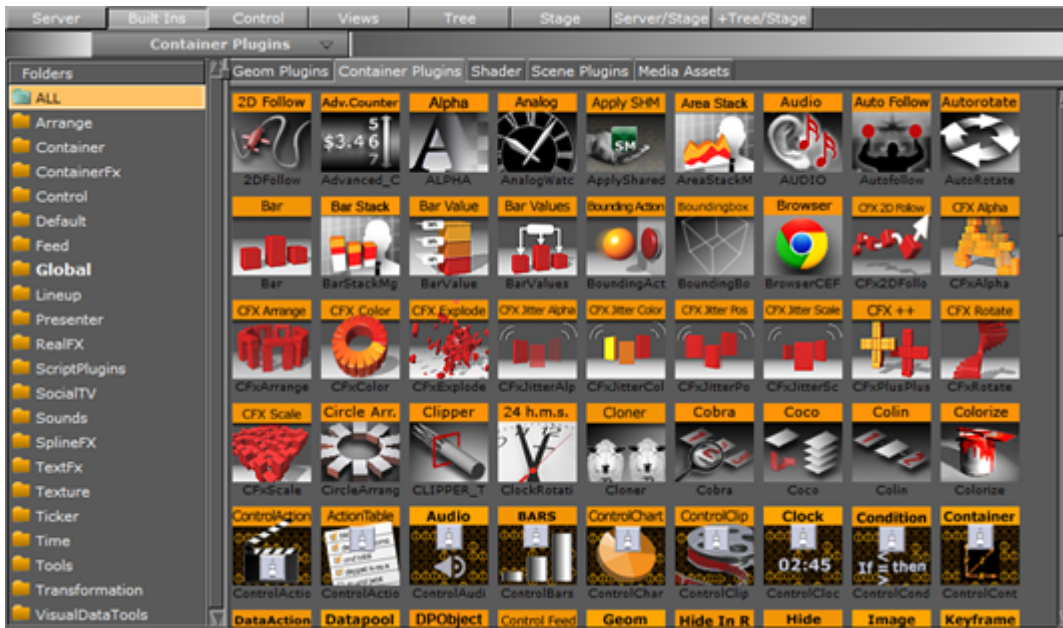 Server Built Ins Control Views Tree Stage Server/Stage +Tree/Stage
Container Plugins
Folders
Geom Plugins Container Plugins Shader Scene Plugins Media Assets
ALL
Arrange
Container
ContainerFx
Control
Default
Feed
Global
Lineup
Presenter
RealFX
ScriptPlugins
SocialTV
Sounds
SplineFX
TextFx
Texture
Ticker
Time
Tools
Transformation
VisualDataTools
2D Follow Adv.Counter Alpha Analog Apply SHM Area Stack Audio Auto Follow Autorotate
$3.4 5 6 7 A SM
2DFollow Advanced_C ALPHA AnalogWatc ApplyShared AreaStackM AUDIO Autofollow AutoRotate
Bar Bar Stack Bar Value Bar Values Bounding Action Boundingbox Browser CFX 2D Follow CFX Alpha
Bar BarStackMg BarValue BarValues BoundingAct BoundingBo BrowserCEF CFx2DFollo CFxAlpha
CFX Arrange CFX Color CFX Explode CFX Jitter Alpha CFX Jitter Color CFX Jitter Pos CFX Jitter Scale CFX ++ CFX Rotate
CFxArrange CFxColor CFxExplode CFxJitterAlp CFxJitterCol CFxJitterPo CFxJitterSc CFxPlusPlus CFxRotate
CFX Scale Circle Arr. Clipper 24 h.m.s. Cloner Cobra Coco Colin Colorize
CFxScale CircleArrang CLIPPER_T ClockRotati Cloner Cobra Coco Colin Colorize
ControlAction ActionTable Audio BARS ControlChart ControlClip Clock Condition Container
02:45 If = then
ControlActio ControlActio ControlAudi ControlBars ControlChar ControlClip ControlCloc ControlCond ControlCont
DataAction Datapool DPObject Control Feed Geom Hide In R Hide Image Keyframe